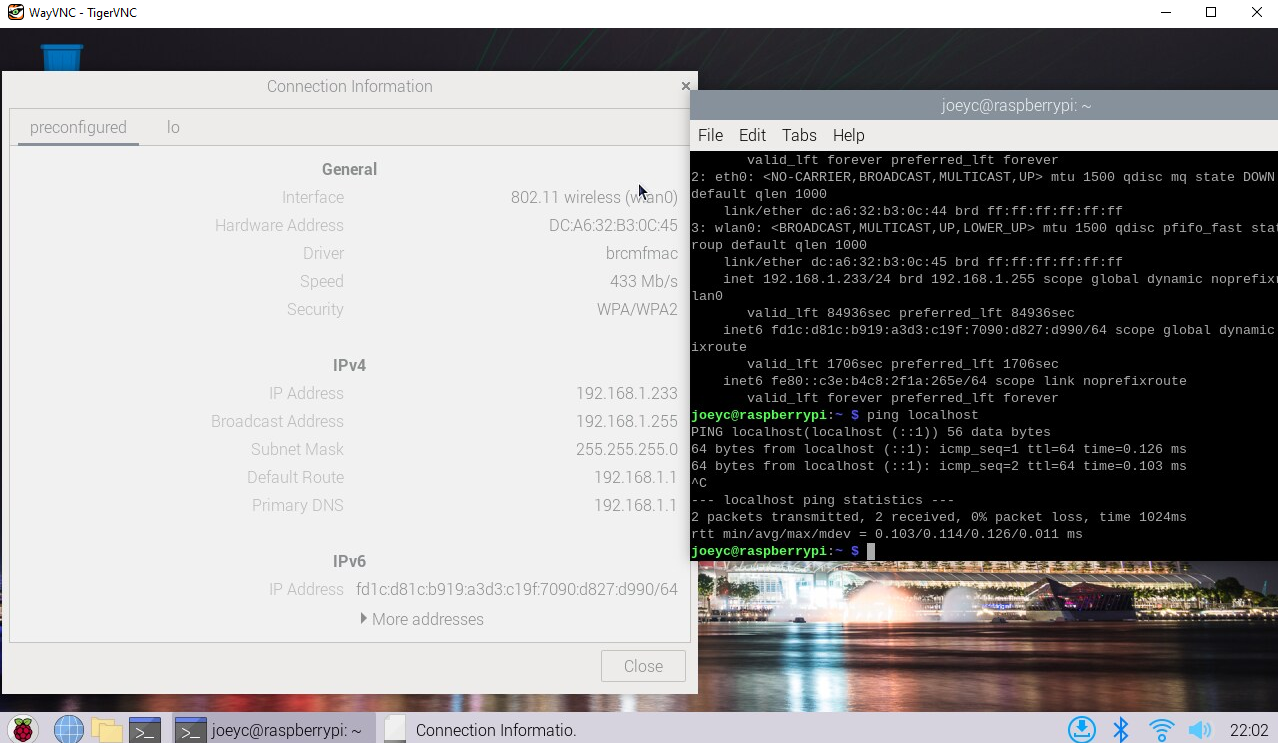 WayVNC - TigerVNC
Connection Information
preconfigured lo
General
Interface 802.11 wireless (wlan0)
Hardware Address DC:A6:32:B3:0C:45
Driver brcmfmac
Speed 433 Mb/s
Security WPA/WPA2
IPv4
IP Address 192.168.1.233
Broadcast Address 192.168.1.255
Subnet Mask 255.255.255.0
Default Route 192.168.1.1
Primary DNS 192.168.1.1
IPv6
IP Address fd1c:d81c:b919:a3d3:c19f:7090:d827:d990/64
More addresses
Close
joeyc@raspberrypi: ~
File Edit Tabs Help
valid_lft forever preferred_lft forever
2: eth0: <NO-CARRIER,BROADCAST,MULTICAST,UP> mtu 1500 qdisc mq state DOWN
default qlen 1000
link/ether dc:a6:32:b3:0c:44 brd ff:ff:ff:ff:ff:ff
3: wlan0: <BROADCAST,MULTICAST,UP,LOWER_UP> mtu 1500 qdisc pfifo_fast stat
roup default qlen 1000
link/ether dc:a6:32:b3:0c:45 brd ff:ff:ff:ff:ff:ff
inet 192.168.1.233/24 brd 192.168.1.255 scope global dynamic noprefixr
lan0
valid_lft 84936sec preferred_lft 84936sec
inet6 fd1c:d81c:b919:a3d3:c19f:7090:d827:d990/64 scope global dynamic
ixroute
valid_lft 1706sec preferred_lft 1706sec
inet6 fe80::c3e:b4c8:2f1a:265e/64 scope link noprefixroute
valid_lft forever preferred_lft forever
joeyc@raspberrypi:~ $ ping localhost
PING localhost(localhost (::1)) 56 data bytes
64 bytes from localhost (::1): icmp_seq=1 ttl=64 time=0.126 ms
64 bytes from localhost (::1): icmp_seq=2 ttl=64 time=0.103 ms
^C
--- localhost ping statistics ---
2 packets transmitted, 2 received, 0% packet loss, time 1024ms
rtt min/avg/max/mdev = 0.103/0.114/0.126/0.011 ms
joeyc@raspberrypi:~ $
>_ >_ joeyc@raspberrypi: ~ Connection Informatio. 22:02